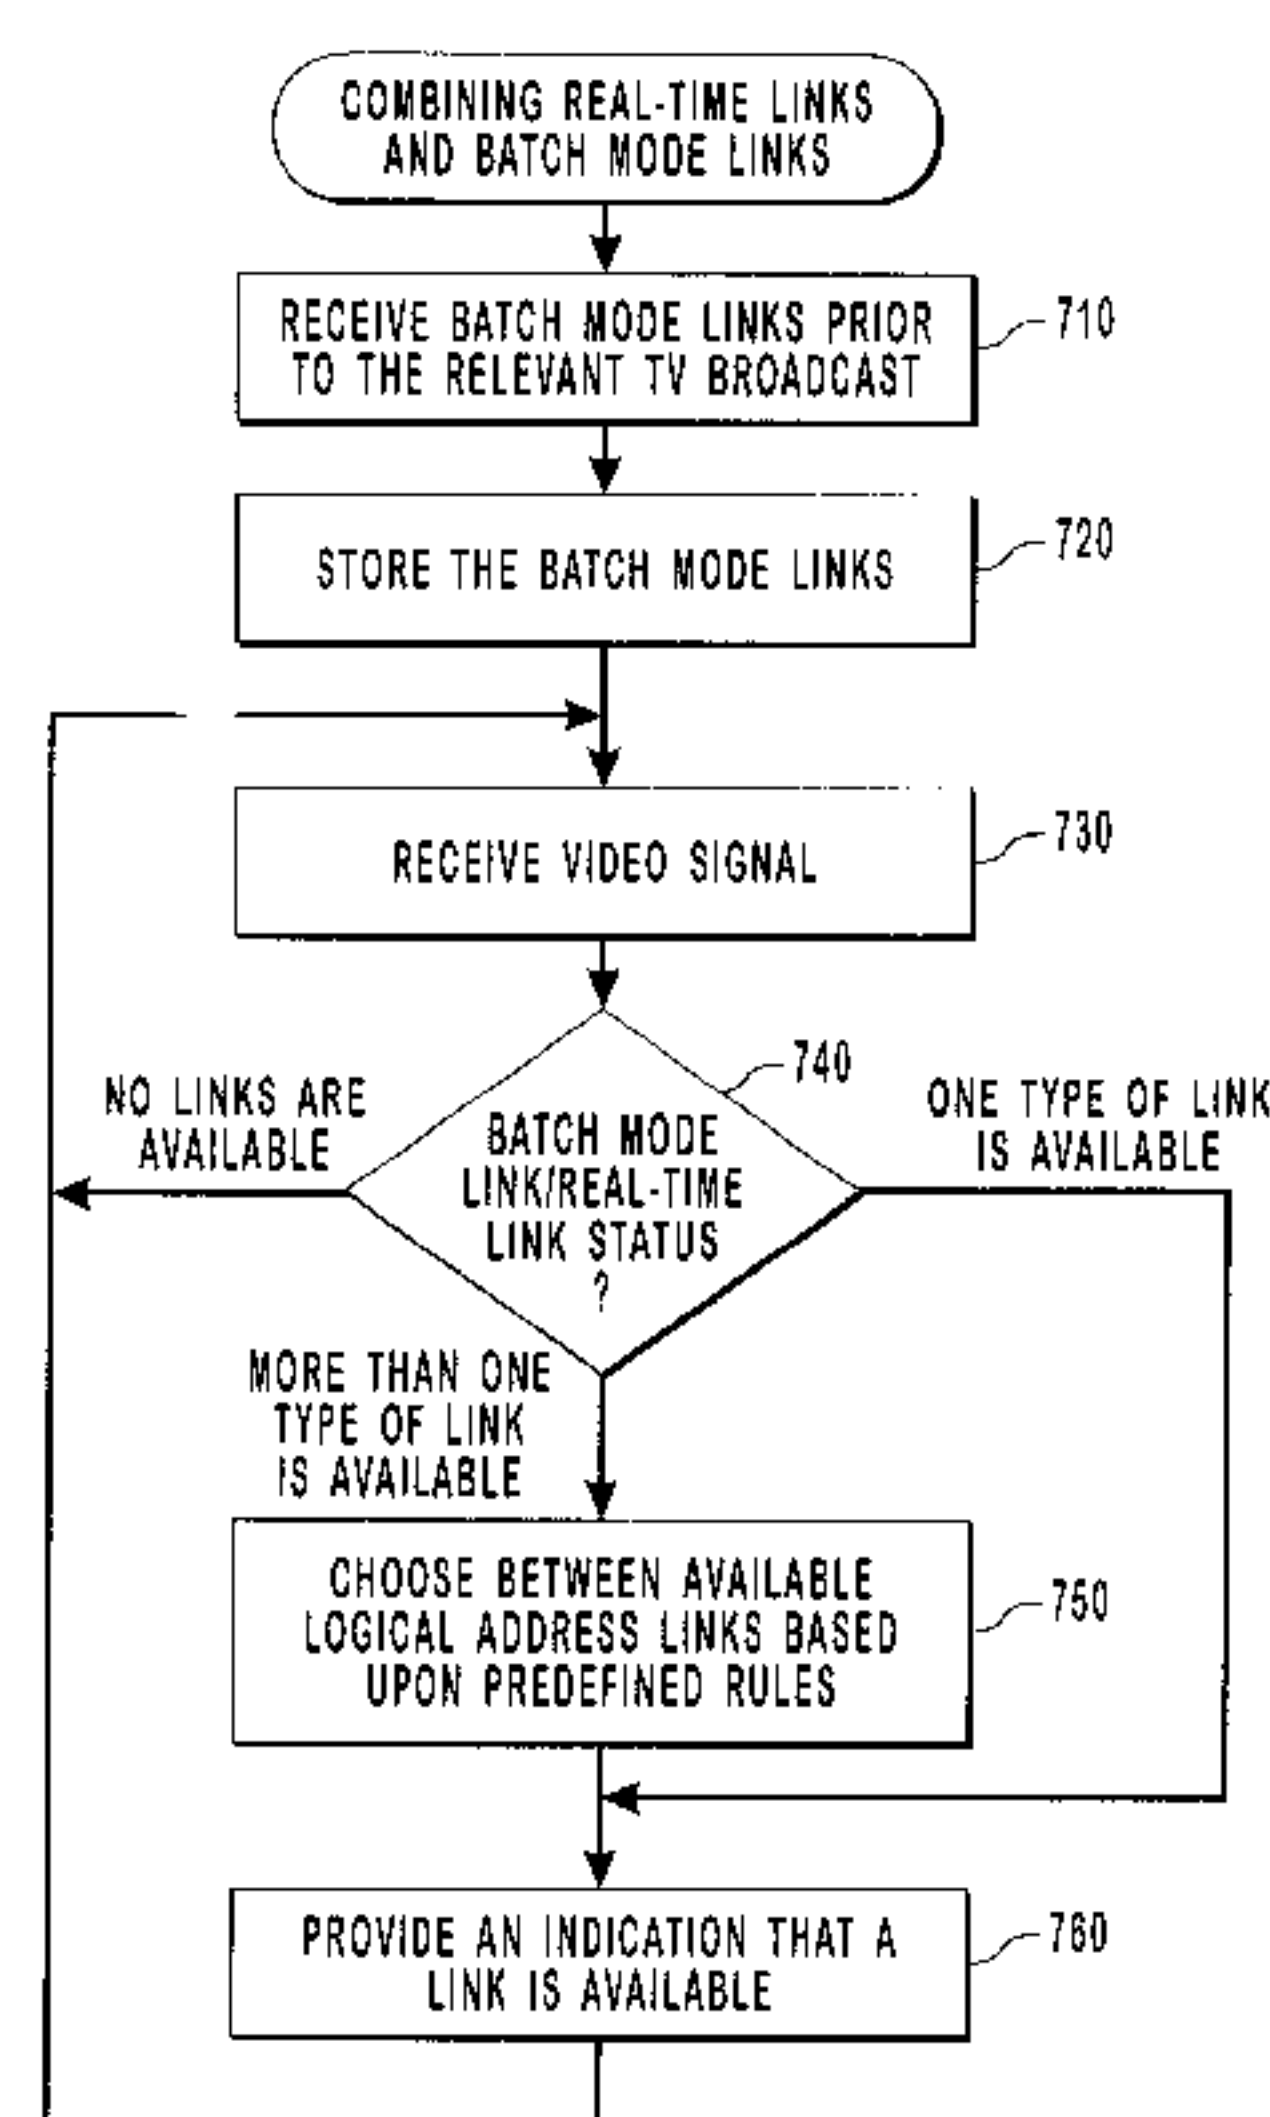 COMBINING REAL-TIME LINKS
AND BATCH MODE LINKS
RECEIVE BATCH MODE LINKS PRIOR
TO THE RELEVANT TV BROADCAST
710
STORE THE BATCH MODE LINKS
720
RECEIVE VIDEO SIGNAL
730
740
NO LINKS ARE
AVAILABLE
BATCH MODE
LINK/REAL-TIME
LINK STATUS
?
ONE TYPE OF LINK
IS AVAILABLE
MORE THAN ONE
TYPE OF LINK
IS AVAILABLE
CHOOSE BETWEEN AVAILABLE
LOGICAL ADDRESS LINKS BASED
UPON PREDEFINED RULES
750
PROVIDE AN INDICATION THAT A
LINK IS AVAILABLE
760